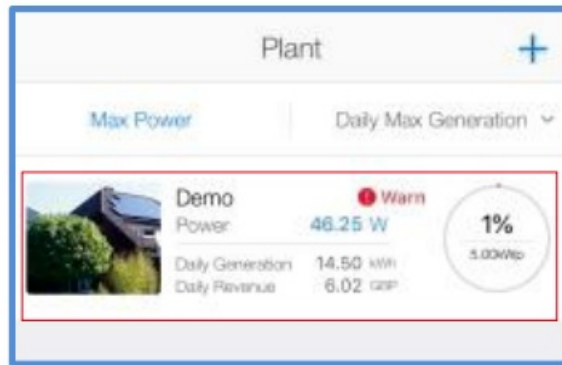 Plant +
Max Power Daily Max Generation
Demo Warn
Power 46.25 W
Daily Generation 14.50 kWh
Daily Revenue 6.02 GBP
1%
5.00kWp